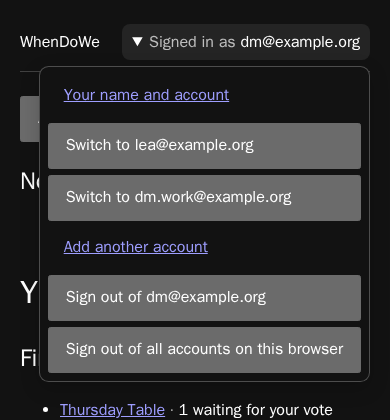 WhenDoWe
▼ Signed in as dm@example.org
Your name and account
Switch to lea@example.org
Switch to dm.work@example.org
Add another account
Sign out of dm@example.org
Sign out of all accounts on this browser
Thursday Table · 1 waiting for your vote